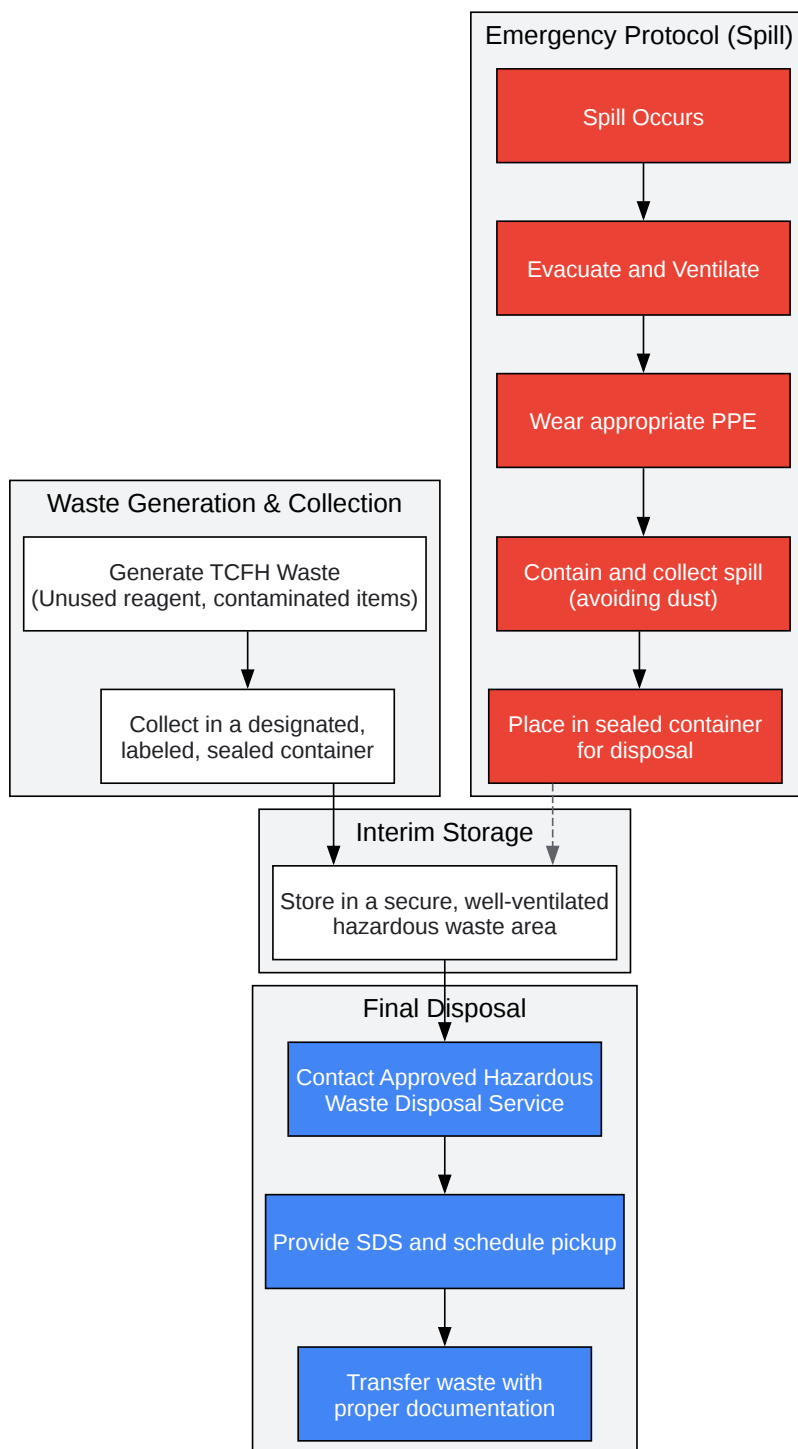 Emergency Protocol (Spill)
Spill Occurs
Evacuate and Ventilate
Wear appropriate PPE
Contain and collect spill
(avoiding dust)
Place in sealed container
for disposal
Waste Generation & Collection
Generate TCFH Waste
(Unused reagent, contaminated items)
Collect in a designated,
labeled, sealed container
Interim Storage
Store in a secure, well-ventilated
hazardous waste area
Final Disposal
Contact Approved Hazardous
Waste Disposal Service
Provide SDS and schedule pickup
Transfer waste with
proper documentation